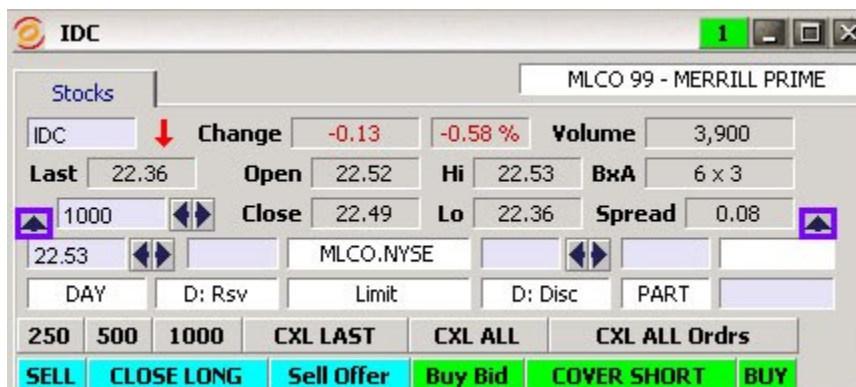 IDC 1
Stocks MLCO 99 - MERRILL PRIME
IDC Change -0.13 -0.58 % Volume 3,900
Last 22.36 Open 22.52 Hi 22.53 BxA 6 x 3
1000 Close 22.49 Lo 22.36 Spread 0.08
22.53 MLCO.NYSE
DAY D: Rsv Limit D: Disc PART
250 500 1000 CXL LAST CXL ALL CXL ALL Ordrs
SELL CLOSE LONG Sell Offer Buy Bid COVER SHORT BUY